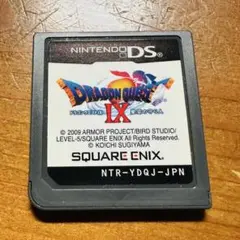 NINTENDO DS
DRAGON QUEST
IX
© 2009 ARMOR PROJECT/BIRD STUDIO/
LEVEL-5/SQUARE ENIX All Rights Reserved.
© KOICHI SUGIYAMA
SQUARE ENIX.
NTR-YDQJ-JPN